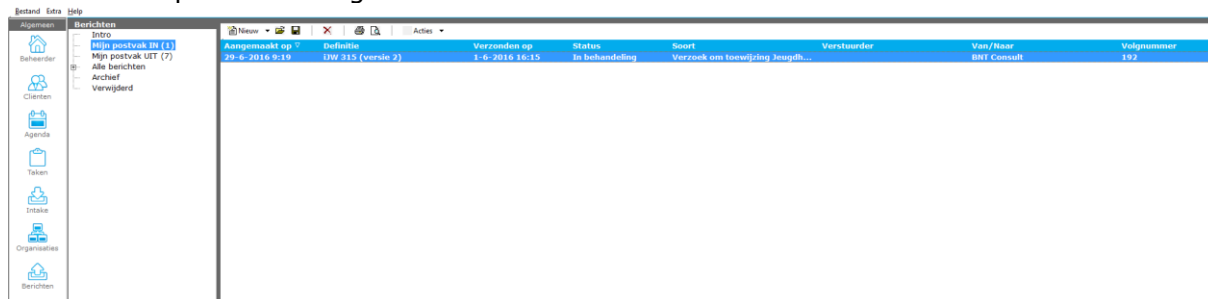 Bestand Extra Help
Algemeen
Beheerder
Cliënten
Agenda
Taken
Intake
Organisaties
Berichten
Berichten
Intro
Mijn postvak IN (1)
Mijn postvak UIT (7)
Alle berichten
Archief
Verwijderd
Nieuw Acties
Aangemaakt op Definitie Verzonden op Status Soort Verstuurder Van/Naar Volgnummer
29-6-2016 9:19 iJW 315 (versie 2) 1-6-2016 16:15 In behandeling Verzoek om toewijzing Jeugdh... BNT Consult 192